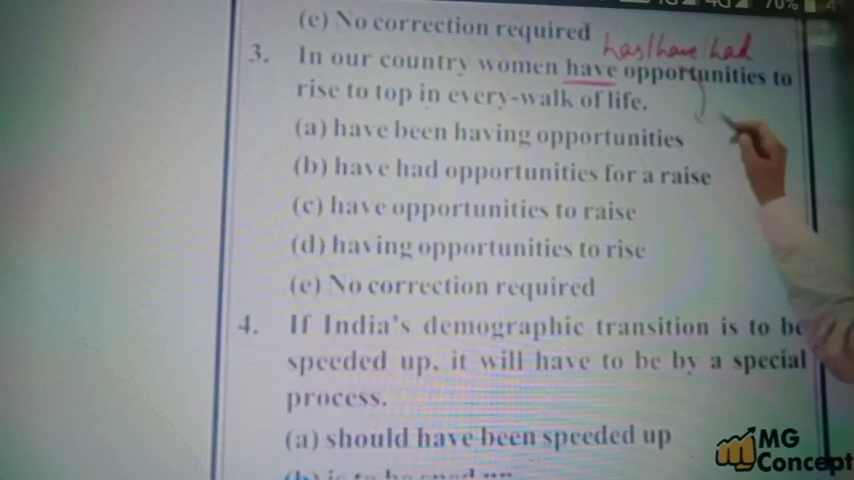 4G 70% 4
(e) No correction required
has/have/had
3. In our country women have opportunities to
rise to top in every-walk of life.
(a) have been having opportunities
(b) have had opportunities for a raise
(c) have opportunities to raise
(d) having opportunities to rise
(e) No correction required
4. If India's demographic transition is to be
speeded up, it will have to be by a special
process.
(a) should have been speeded up
MG
Concept